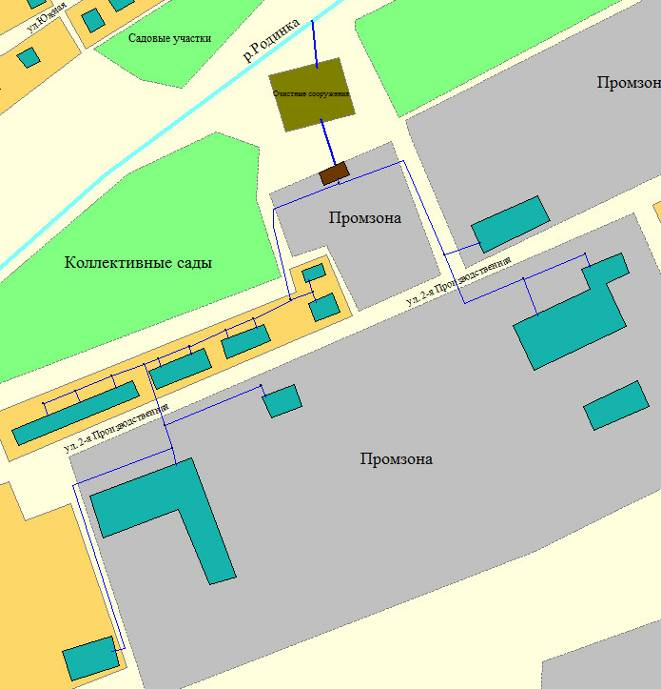 ул.Южная
Садовые участки
р.Родинка
Очистные сооружения
Промзон
Промзона
Коллективные сады
ул. 2-я Производственная
ул. 2-я Производственная
Промзона